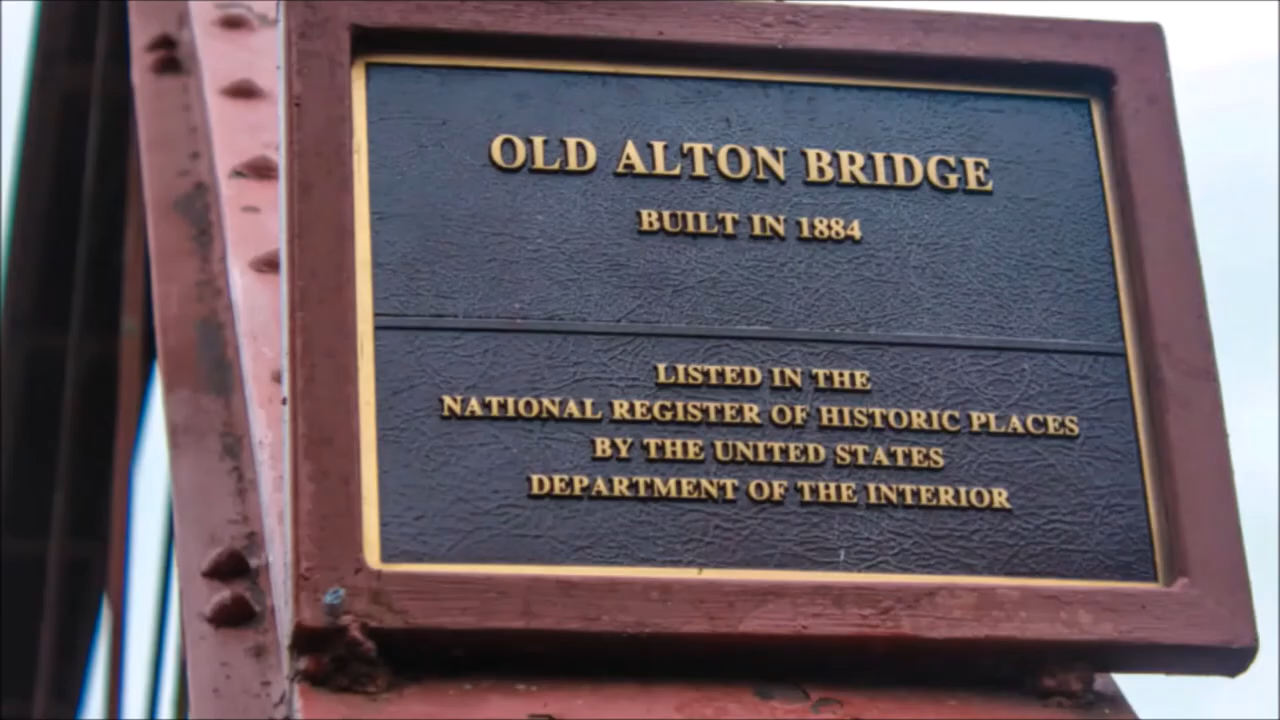 OLD ALTON BRIDGE
BUILT IN 1884
LISTED IN THE
NATIONAL REGISTER OF HISTORIC PLACES
BY THE UNITED STATES
DEPARTMENT OF THE INTERIOR